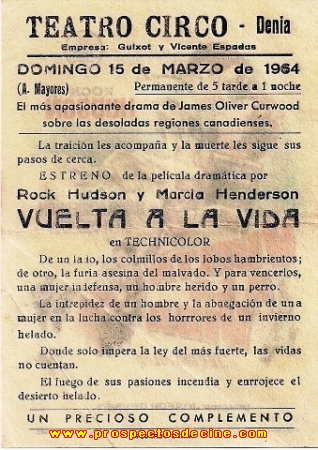 TEATRO CIRCO - Denia
Empresa: Guixot y Vicente Espadas
DOMINGO 15 de MARZO de 1964
(A. Mayores) Permanente de 5 tarde a 1 noche
El más apasionante drama de James Oliver Curwood
sobre las desoladas regiones canadienses.
La traición les acompaña y la muerte les sigue sus
pasos de cerca.
ESTRENO de la película dramática por
Rock Hudson y Marcia Henderson
VUELTA A LA VIDA
en TECHNICOLOR
De un lado, los colmillos de los lobos hambrientos;
de otro, la furia asesina del malvado. Y para vencerlos,
una mujer indefensa, un hombre herido y un perro.
La intrepidez de un hombre y la abnegación de una
mujer en la lucha contra los horrrores de un invierno
helado.
Donde solo impera la ley del más fuerte, las vidas
no cuentan.
El fuego de sus pasiones incendia y enrrojece el
desierto helado.
UN PRECIOSO COMPLEMENTO
www.prospectosdecine.com